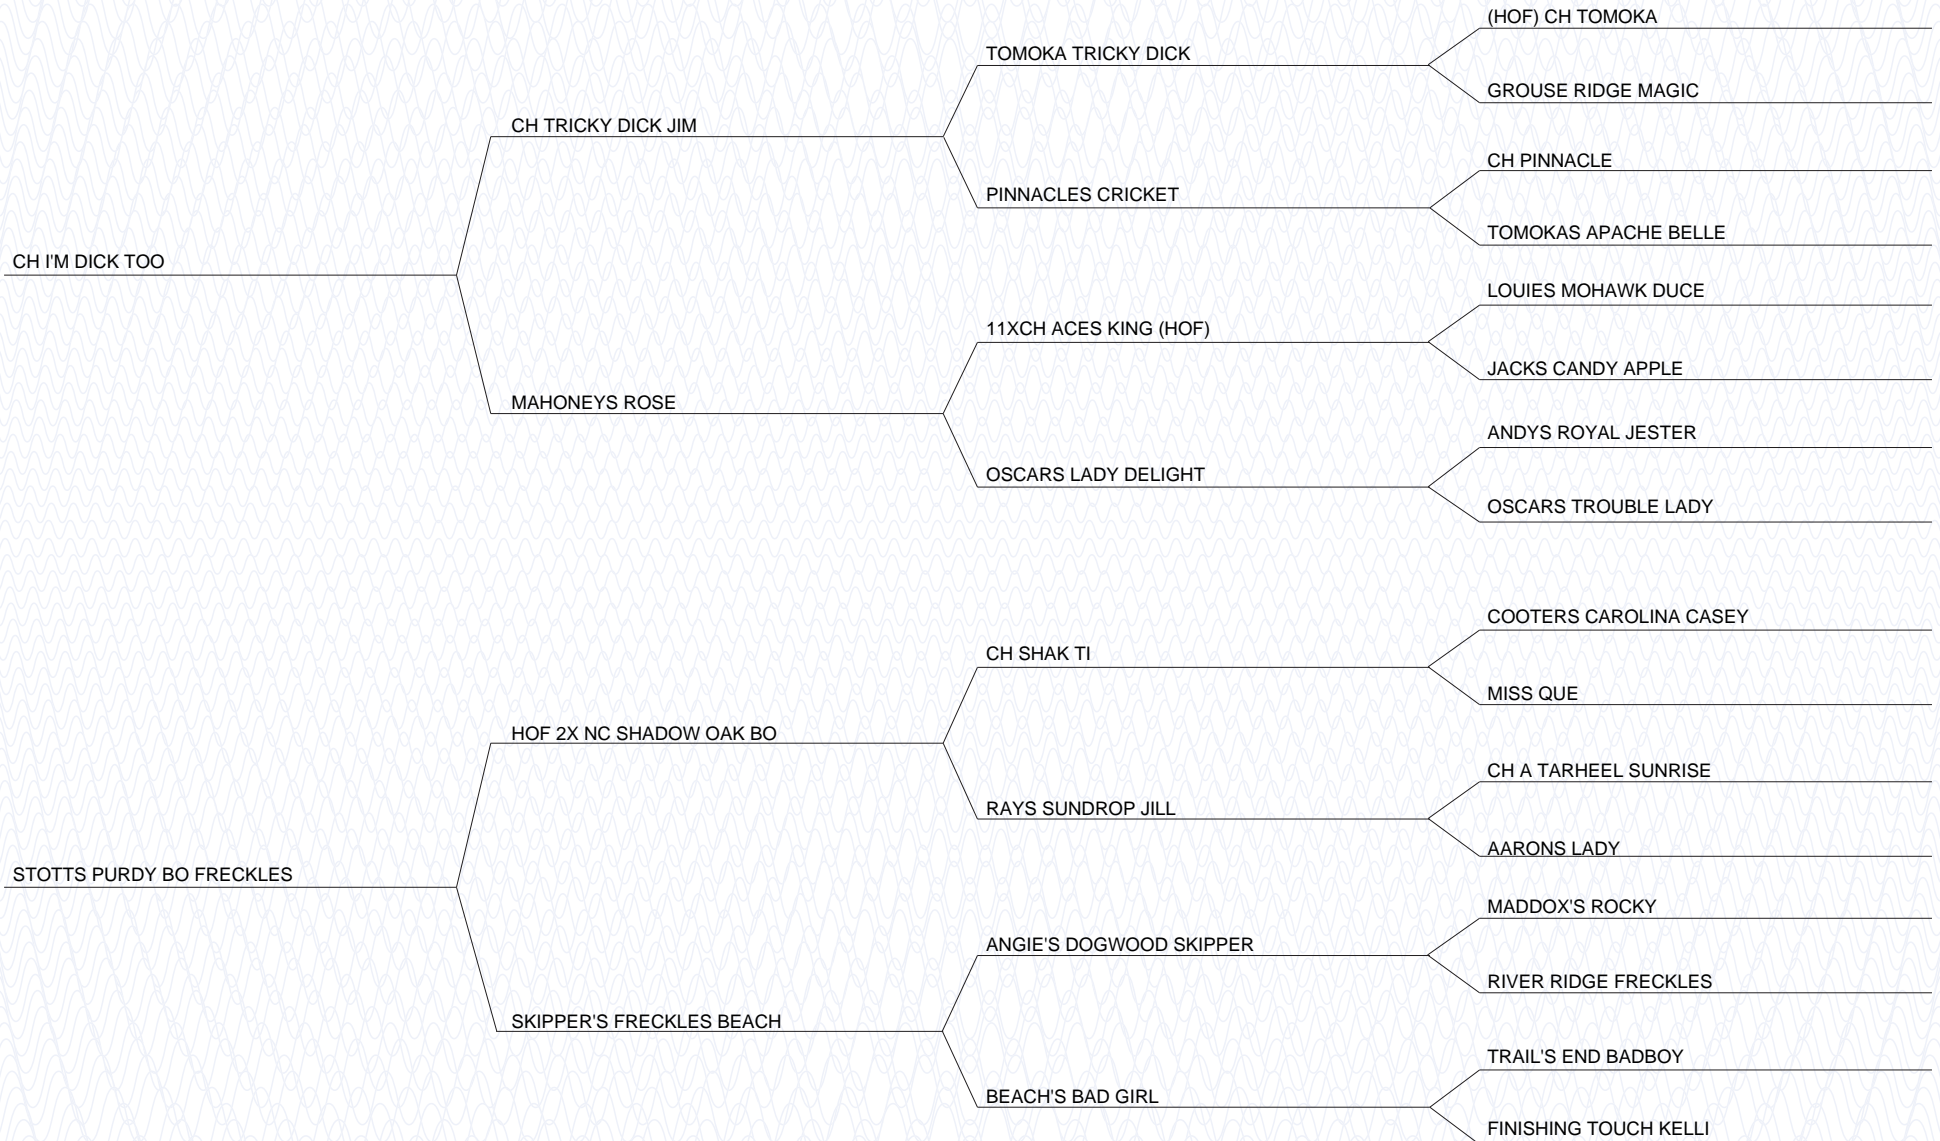 (HOF) CH TOMOKA
TOMOKA TRICKY DICK
GROUSE RIDGE MAGIC
CH TRICKY DICK JIM
CH PINNACLE
PINNACLES CRICKET
TOMOKAS APACHE BELLE
CH I'M DICK TOO
LOUIES MOHAWK DUCE
11XCH ACES KING (HOF)
JACKS CANDY APPLE
MAHONEYS ROSE
ANDYS ROYAL JESTER
OSCARS LADY DELIGHT
OSCARS TROUBLE LADY
COOTERS CAROLINA CASEY
CH SHAK TI
MISS QUE
HOF 2X NC SHADOW OAK BO
CH A TARHEEL SUNRISE
RAYS SUNDROP JILL
AARONS LADY
STOTTS PURDY BO FRECKLES
MADDOX'S ROCKY
ANGIE'S DOGWOOD SKIPPER
RIVER RIDGE FRECKLES
SKIPPER'S FRECKLES BEACH
TRAIL'S END BADBOY
BEACH'S BAD GIRL
FINISHING TOUCH KELLI